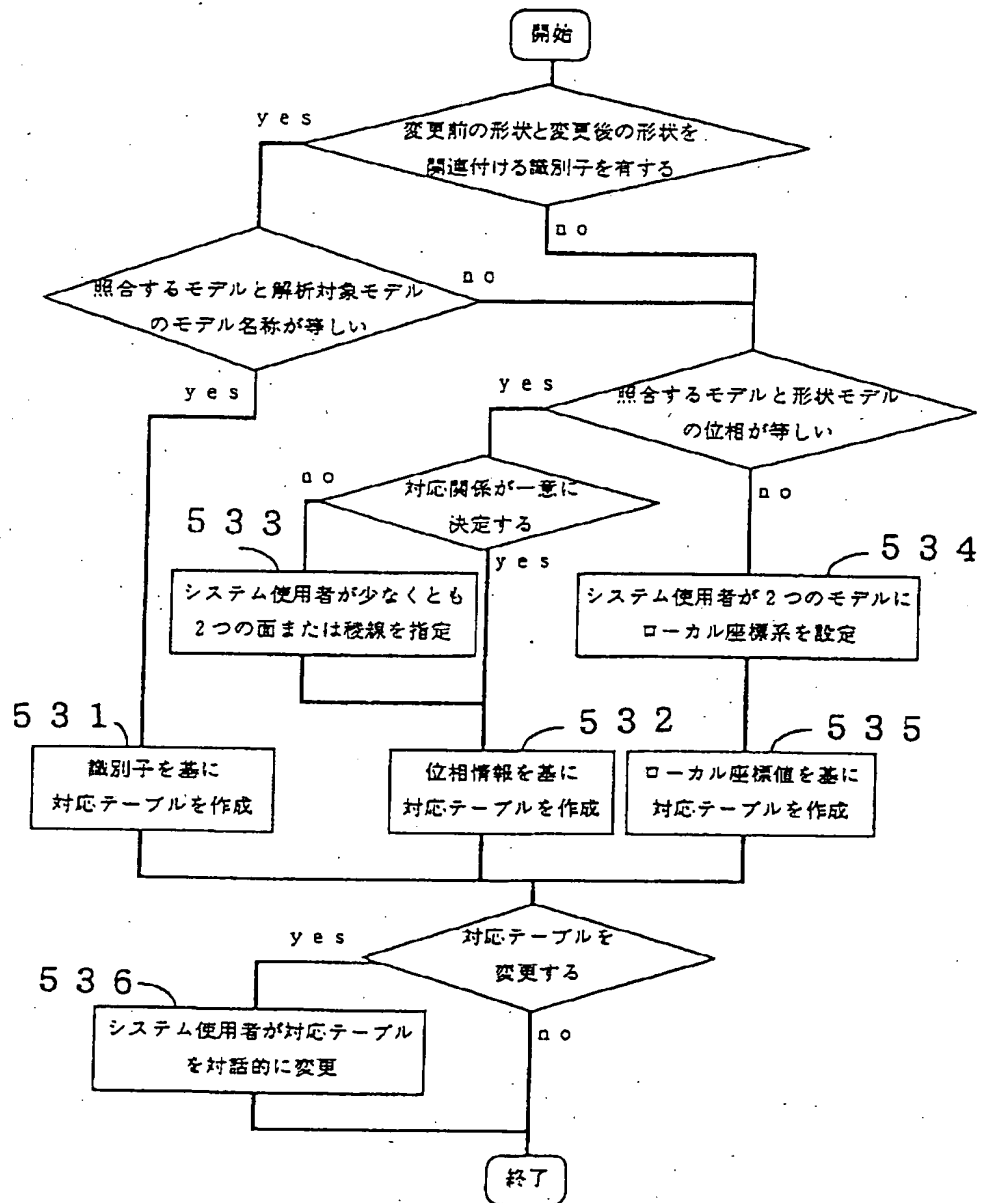 開始
yes
変更前の形状と変更後の形状を
関連付ける識別子を有する
no
照合するモデルと解析対象モデル
のモデル名称が等しい
no
yes
yes
照合するモデルと形状モデル
の位相が等しい
no
no
対応関係が一意に
決定する
yes
533
システム使用者が少なくとも
2つの面または稜線を指定
534
システム使用者が2つのモデルに
ローカル座標系を設定
531
識別子を基に
対応テーブルを作成
532
位相情報を基に
対応テーブルを作成
535
ローカル座標値を基に
対応テーブルを作成
yes
対応テーブルを
変更する
no
536
システム使用者が対応テーブル
を対話的に変更
終了